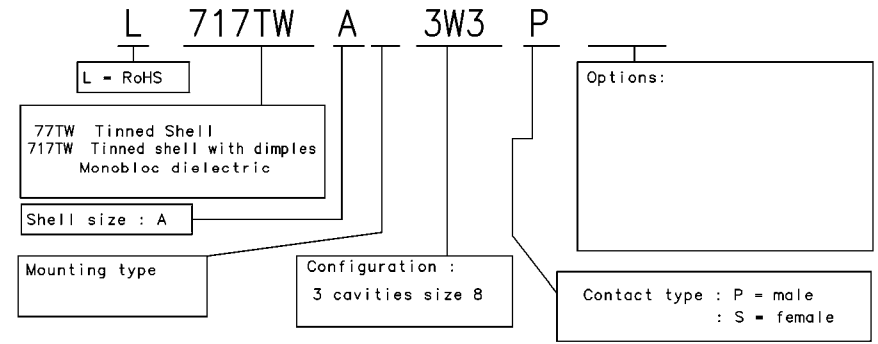 L 717TW A 3W3 P
L = RoHS
Options:
77TW Tinned Shell
717TW Tinned shell with dimples
Monobloc dielectric
Shell size : A
Mounting type
Configuration :
3 cavities size 8
Contact type : P = male
: S = female